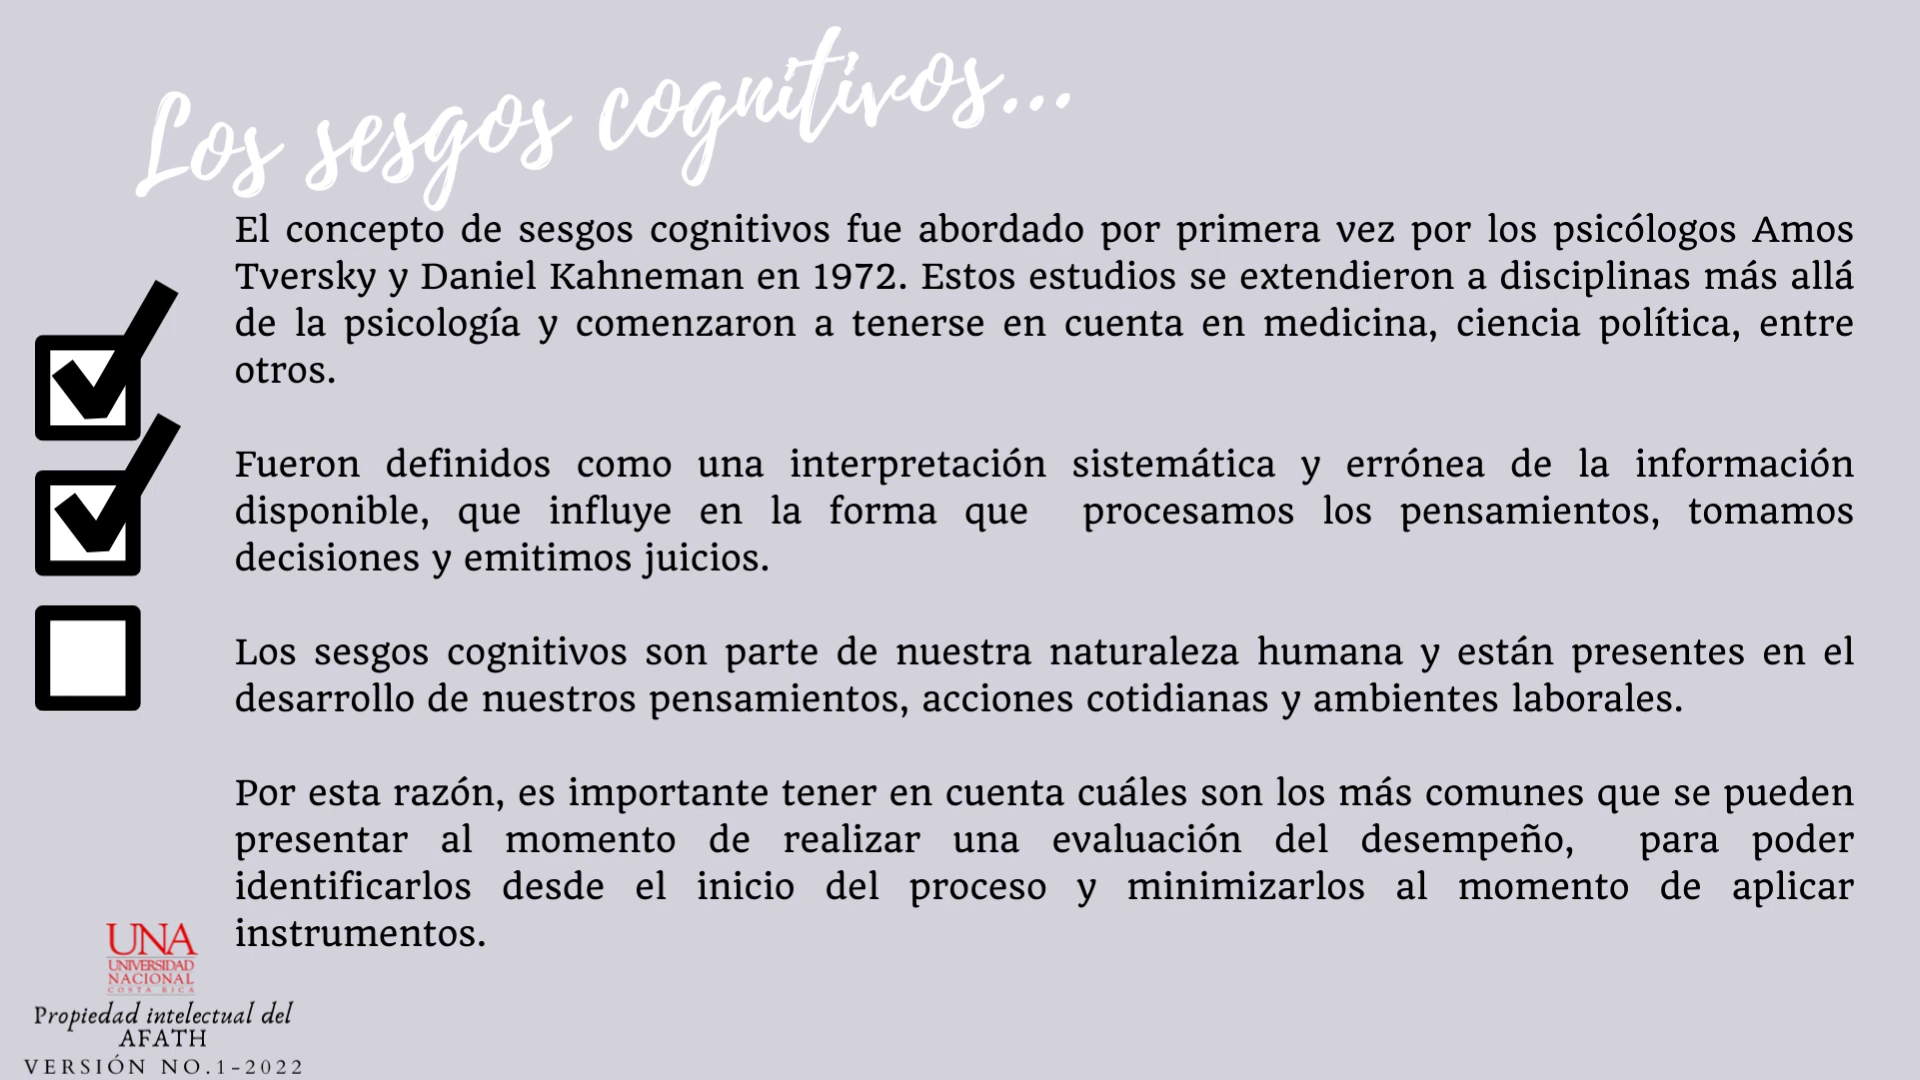 Los sesgos cognitivos...
El concepto de sesgos cognitivos fue abordado por primera vez por los psicólogos Amos
Tversky y Daniel Kahneman en 1972. Estos estudios se extendieron a disciplinas más allá
de la psicología y comenzaron a tenerse en cuenta en medicina, ciencia política, entre
otros.
Fueron definidos como una interpretación sistemática y errónea de la información
disponible, que influye en la forma que procesamos los pensamientos, tomamos
decisiones y emitimos juicios.
Los sesgos cognitivos son parte de nuestra naturaleza humana y están presentes en el
desarrollo de nuestros pensamientos, acciones cotidianas y ambientes laborales.
Por esta razón, es importante tener en cuenta cuáles son los más comunes que se pueden
presentar al momento de realizar una evaluación del desempeño, para poder
identificarlos desde el inicio del proceso y minimizarlos al momento de aplicar
instrumentos.
UNA
UNIVERSIDAD
NACIONAL
COSTA RICA
Propiedad intelectual del
AFATH
VERSIÓN NO.1-2022